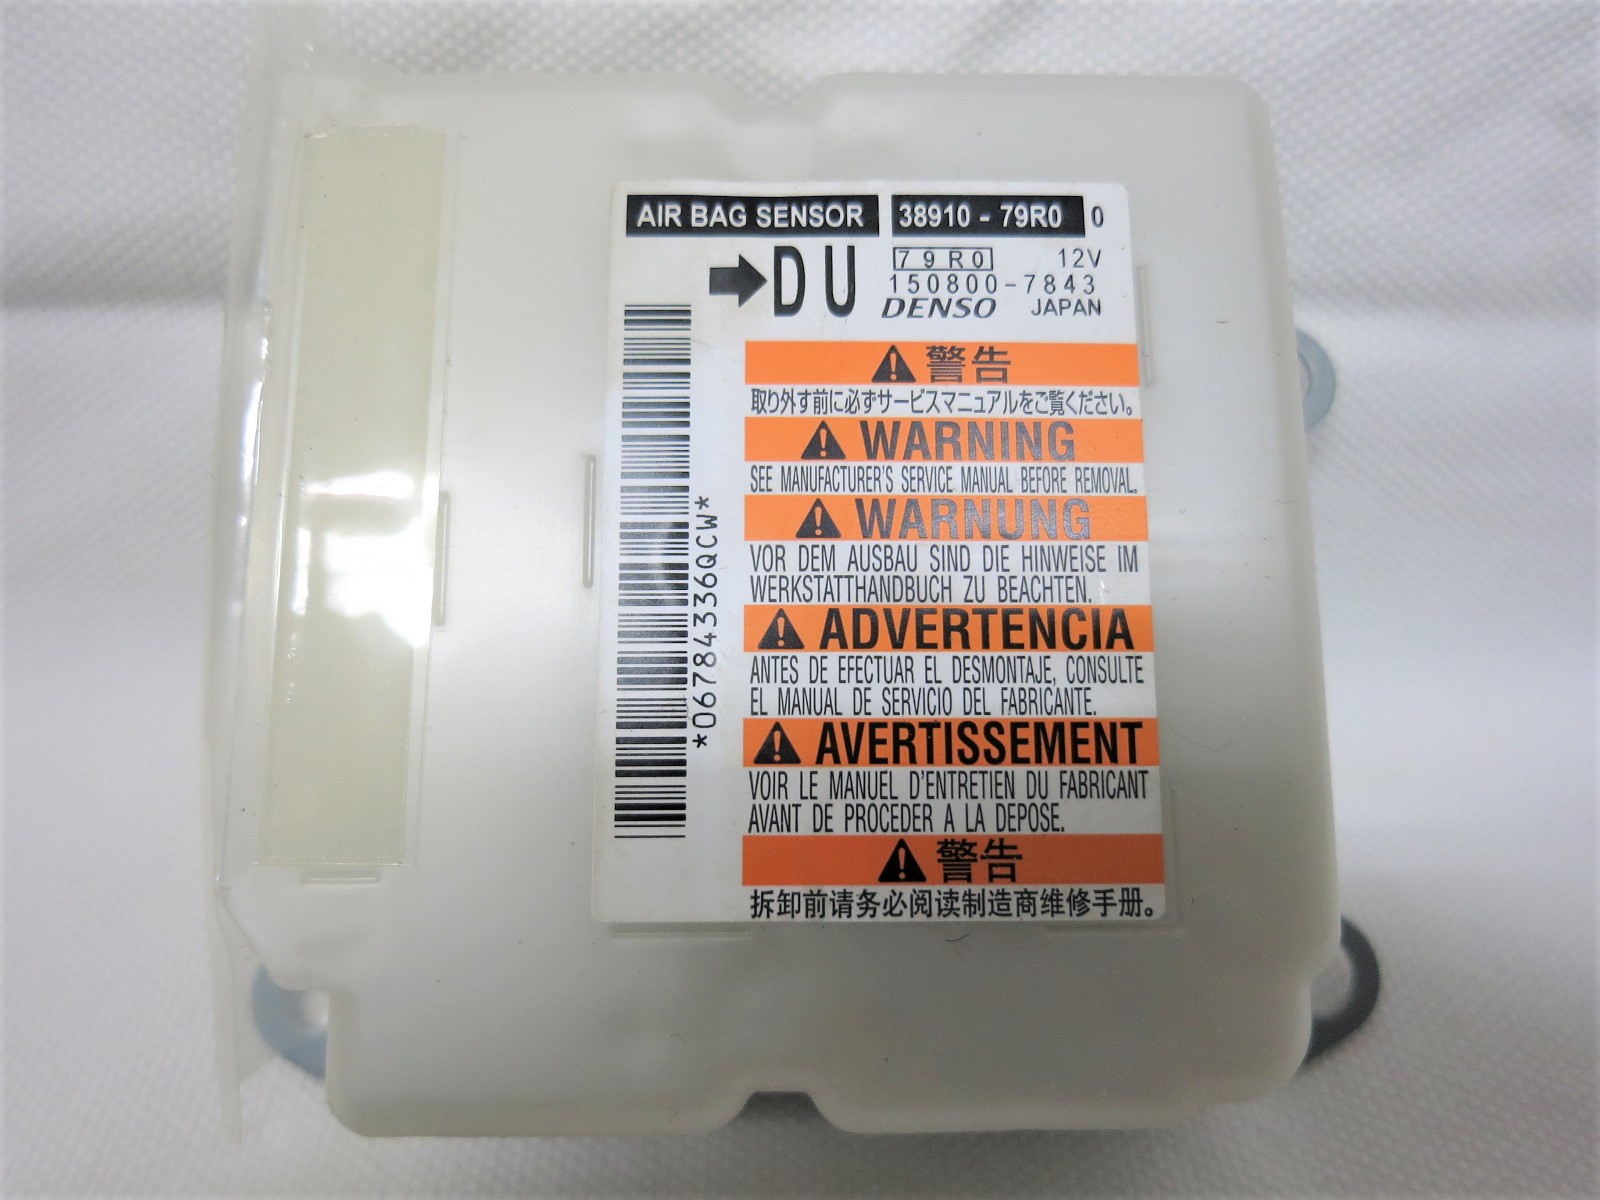 AIR BAG SENSOR 38910 - 79R0 0
➡DU 79R0 12V
150800-7843
DENSO JAPAN
*06784336QCW*
⚠警告
取り外す前に必ずサービスマニュアルをご覧ください。
⚠WARNING
SEE MANUFACTURER'S SERVICE MANUAL BEFORE REMOVAL.
⚠WARNUNG
VOR DEM AUSBAU SIND DIE HINWEISE IM
WERKSTATTHANDBUCH ZU BEACHTEN.
⚠ADVERTENCIA
ANTES DE EFECTUAR EL DESMONTAJE, CONSULTE
EL MANUAL DE SERVICIO DEL FABRICANTE.
⚠AVERTISSEMENT
VOIR LE MANUEL D'ENTRETIEN DU FABRICANT
AVANT DE PROCEDER A LA DEPOSE.
⚠警告
拆卸前请务必阅读制造商维修手册。